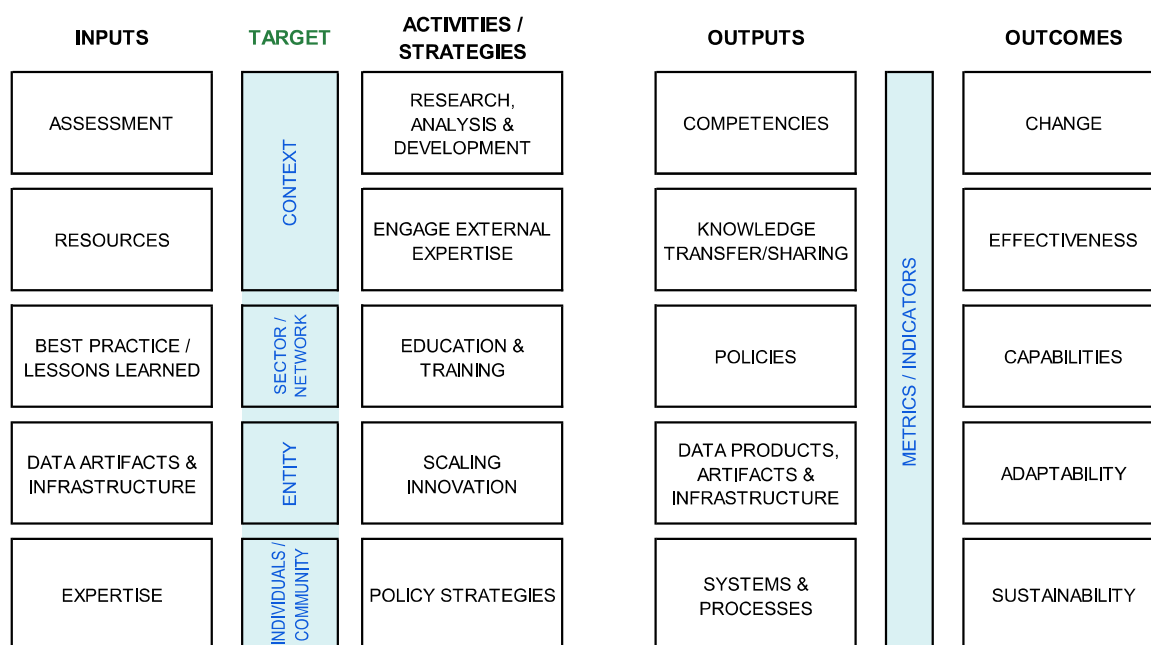 INPUTS
TARGET
ACTIVITIES /
STRATEGIES
OUTPUTS
OUTCOMES
ASSESSMENT
RESOURCES
BEST PRACTICE /
LESSONS LEARNED
DATA ARTIFACTS &
INFRASTRUCTURE
EXPERTISE
CONTEXT
SECTOR /
NETWORK
ENTITY
INDIVIDUALS /
COMMUNITY
RESEARCH,
ANALYSIS &
DEVELOPMENT
ENGAGE EXTERNAL
EXPERTISE
EDUCATION &
TRAINING
SCALING
INNOVATION
POLICY STRATEGIES
COMPETENCIES
KNOWLEDGE
TRANSFER/SHARING
POLICIES
DATA PRODUCTS,
ARTIFACTS &
INFRASTRUCTURE
SYSTEMS &
PROCESSES
METRICS / INDICATORS
CHANGE
EFFECTIVENESS
CAPABILITIES
ADAPTABILITY
SUSTAINABILITY